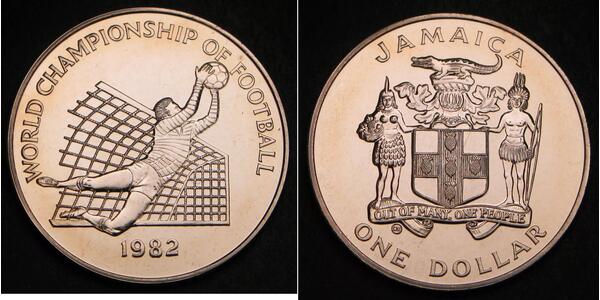 WORLD CHAMPIONSHIP OF FOOTBALL
1982
JAMAICA
OUT OF MANY, ONE PEOPLE
ONE DOLLAR